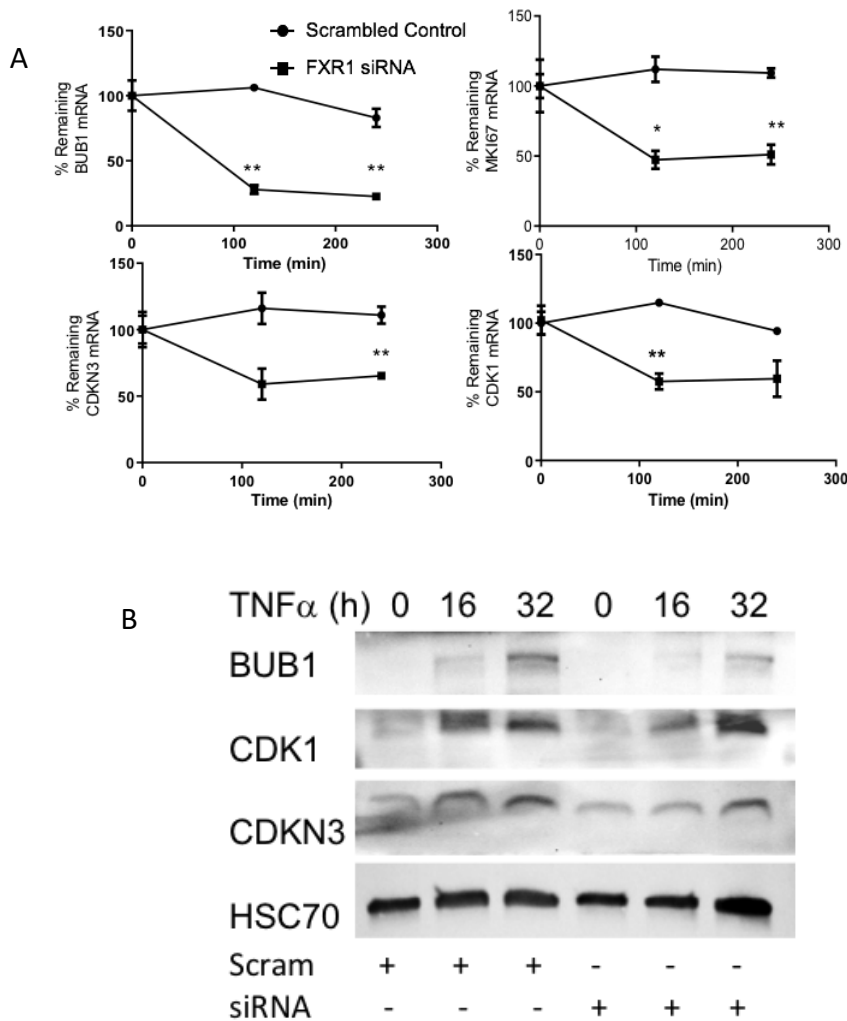 A
Scrambled Control
FXR1 siRNA
% Remaining
BUB1 mRNA
150
100
50
0
0 100 200 300
Time (min)
**
**
% Remaining
MKI67 mRNA
150
100
50
0
0 100 200 300
Time (min)
*
**
% Remaining
CDKN3 mRNA
150
100
50
0
0 100 200 300
Time (min)
**
% Remaining
CDK1 mRNA
150
100
50
0
0 100 200 300
Time (min)
**
B
TNFα (h) 0 16 32 0 16 32
BUB1
CDK1
CDKN3
HSC70
Scram + + + - - -
siRNA - - - + + +